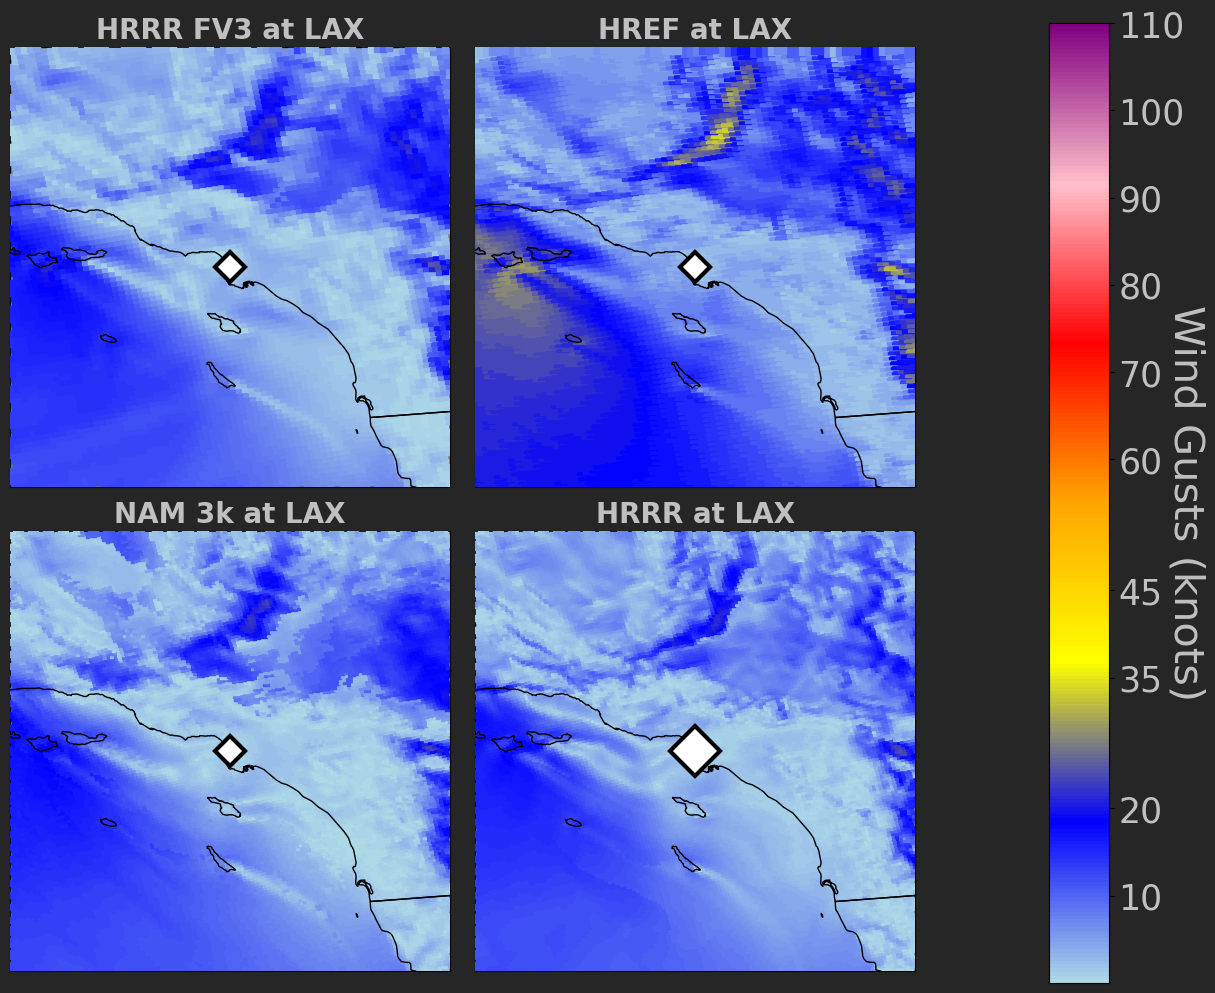 HRRR FV3 at LAX
HREF at LAX
NAM 3k at LAX
HRRR at LAX
110
100
90
80
70
60
45
35
20
10
Wind Gusts (knots)